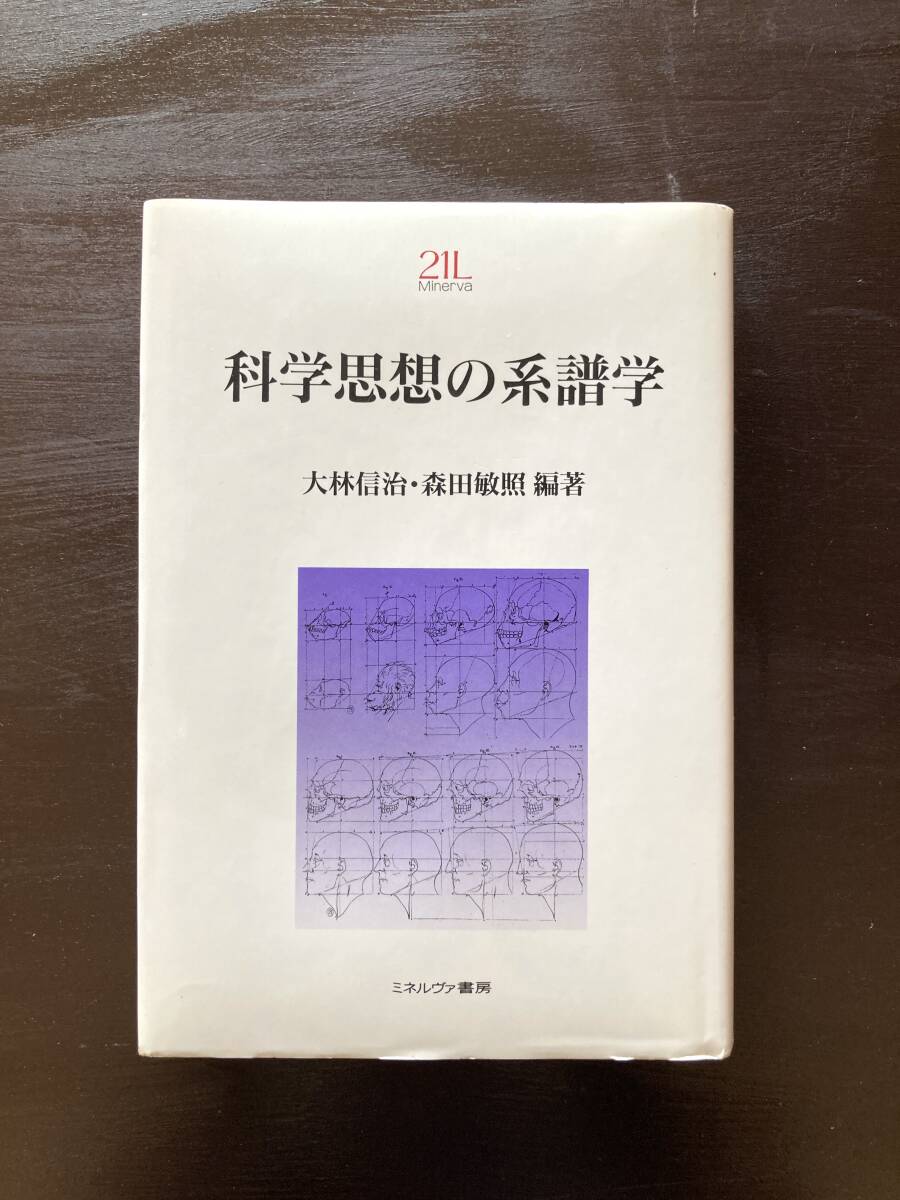 21L
Minerva
科学思想の系譜学
大林信治・森田敏照 編著
ミネルヴァ書房